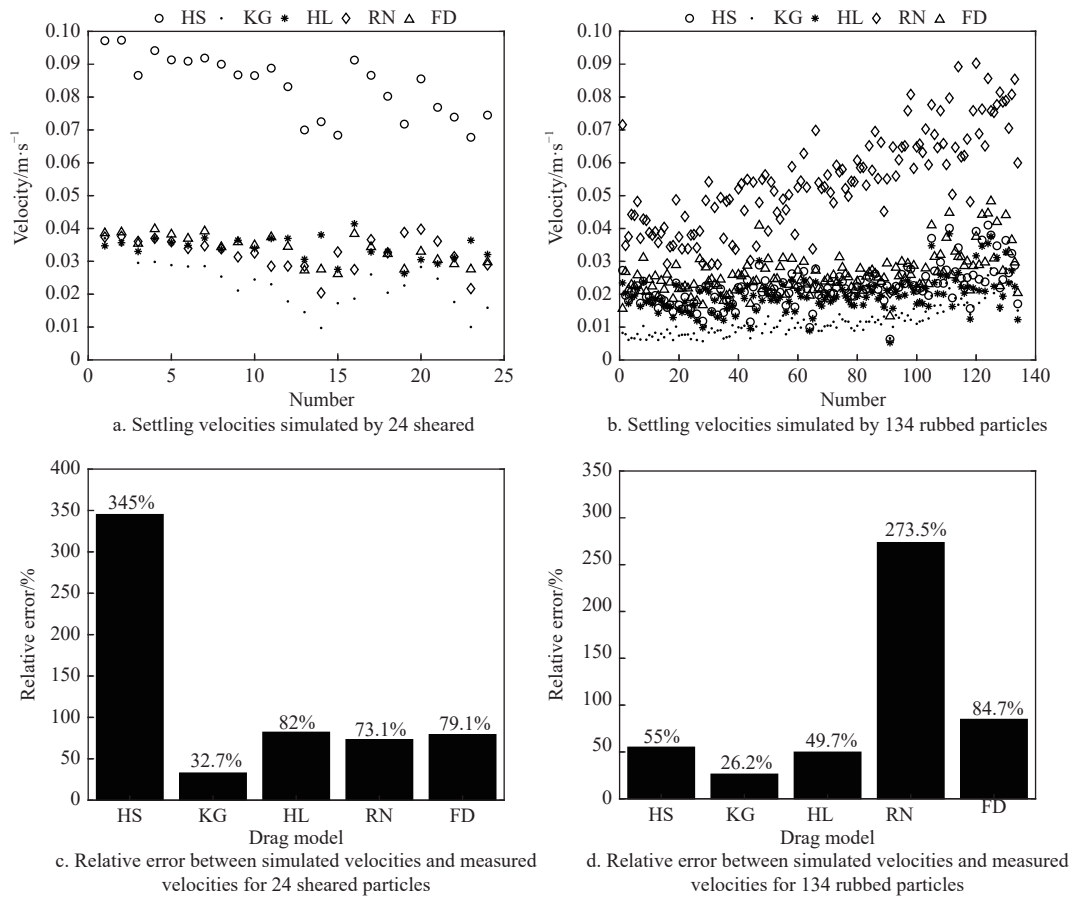 HS KG HL RN FD
0.10
0.09
0.08
0.07
0.06
0.05
0.04
0.03
0.02
0.01
0
Velocity/m·s⁻¹
0 5 10 15 20 25
Number
a. Settling velocities simulated by 24 sheared
HS KG HL RN FD
0.10
0.09
0.08
0.07
0.06
0.05
0.04
0.03
0.02
0.01
0
Velocity/m·s⁻¹
0 20 40 60 80 100 120 140
Number
b. Settling velocities simulated by 134 rubbed particles
400
350
300
250
200
150
100
50
0
Relative error/%
345%
32.7%
82%
73.1%
79.1%
HS KG HL RN FD
Drag model
c. Relative error between simulated velocities and measured
velocities for 24 sheared particles
350
300
250
200
150
100
50
0
Relative error/%
55%
26.2%
49.7%
273.5%
84.7%
HS KG HL RN FD
Drag model
d. Relative error between simulated velocities and measured
velocities for 134 rubbed particles